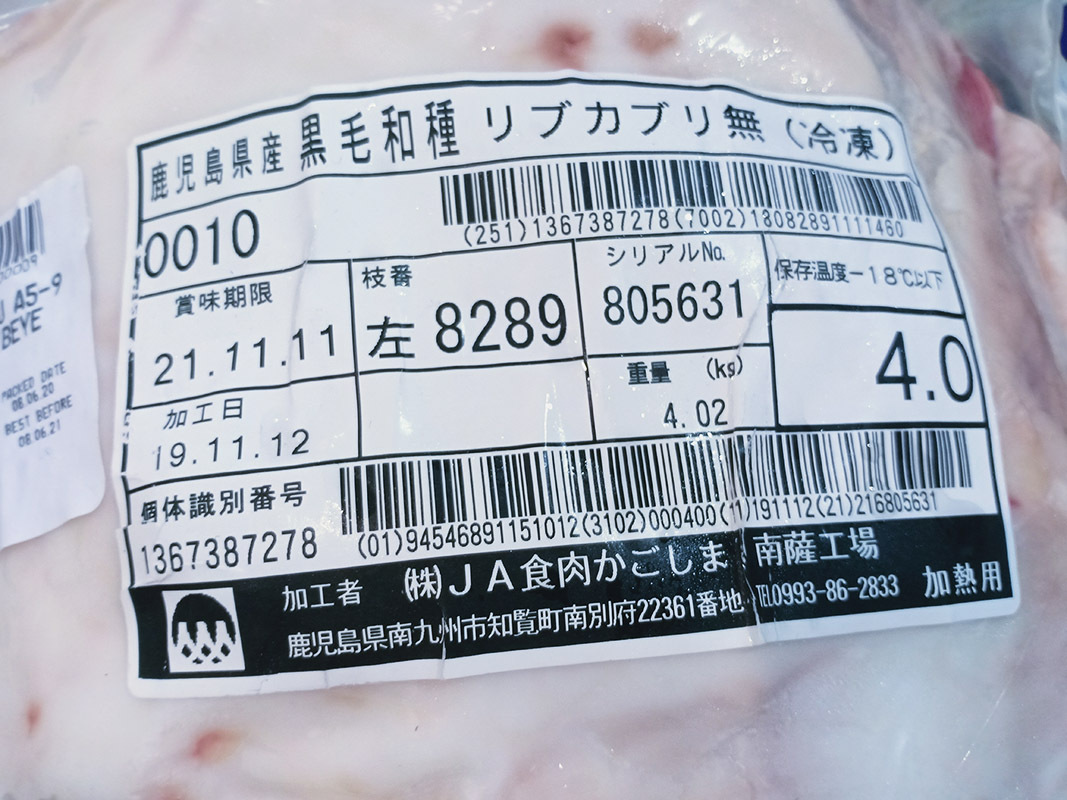 鹿児島県産 黒毛和種 リブカブリ無 (冷凍)
0010
(251)1367387278(7002)18082891111460
賞味期限
21.11.11
枝番
左 8289
シリアルNo.
805631
保存温度-18℃以下
4.0
加工日
19.11.12
重量 (kg)
4.02
個体識別番号
1367387278
(01)94546891151012(3102)000400(11)191112(21)216805631
加工者 (株)JA食肉かごしま 南薩工場
鹿児島県南九州市知覧町南別府22361番地 TEL0993-86-2833 加熱用
A5-9
BEYE
PACKED DATE
08.06.20
BEST BEFORE
08.06.21